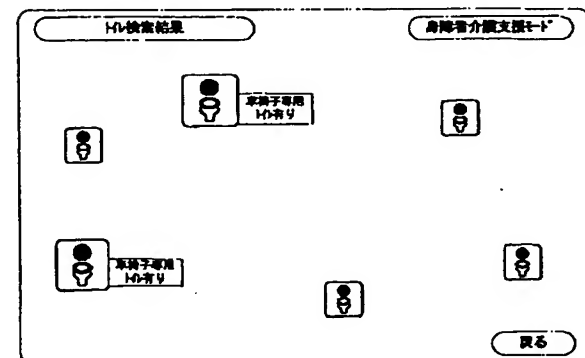 トイレ検索結果
身障者介護支援モード
車椅子専用
トイレ有り
車椅子専用
トイレ有り
戻る